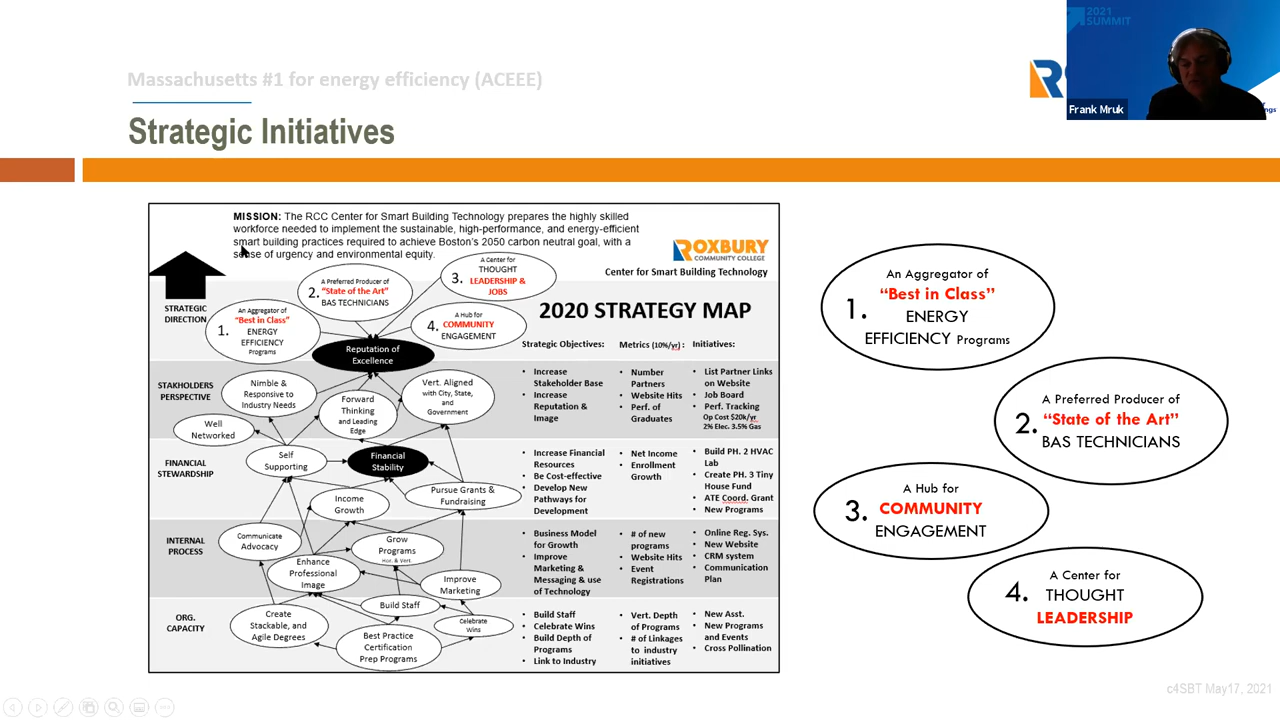 2021
SUMMIT
Massachusetts #1 for energy efficiency (ACEEE)
Strategic Initiatives
Frank Mruk
MISSION: The RCC Center for Smart Building Technology prepares the highly skilled
workforce needed to implement the sustainable, high-performance, and energy-efficient
smart building practices required to achieve Boston's 2050 carbon neutral goal, with a
sense of urgency and environmental equity.
ROXBURY
COMMUNITY COLLEGE
Center for Smart Building Technology
2020 STRATEGY MAP
STRATEGIC
DIRECTION
1.
An Aggregator of
"Best in Class"
ENERGY
EFFICIENCY
Programs
2.
A Preferred Producer of
"State of the Art"
BAS TECHNICIANS
3.
A Center for
THOUGHT
LEADERSHIP &
JOBS
4.
A Hub for
COMMUNITY
ENGAGEMENT
Reputation of
Excellence
Strategic Objectives:
Metrics (10%/yr) :
Initiatives:
STAKHOLDERS
PERSPECTIVE
Nimble &
Responsive to
Industry Needs
Forward
Thinking
and Leading
Edge
Vert. Aligned
with City, State,
and
Government
Well
Networked
• Increase
Stakeholder Base
• Increase
Reputation &
Image
• Number
Partners
• Website Hits
• Perf. of
Graduates
• List Partner Links
on Website
• Job Board
• Perf. Tracking
Op Cost $20k/yr
2% Elec. 3.5% Gas
FINANCIAL
STEWARDSHIP
Self
Supporting
Financial
Stability
Income
Growth
Pursue Grants &
Fundraising
• Increase Financial
Resources
• Be Cost-effective
• Develop New
Pathways for
Development
• Net Income
• Enrollment
Growth
• Build PH. 2 HVAC
Lab
• Create PH. 3 Tiny
House Fund
• ATE Coord. Grant
• New Programs
INTERNAL
PROCESS
Communicate
Advocacy
Grow
Programs
Hor. & Vert.
Enhance
Professional
Image
Improve
Marketing
• Business Model
for Growth
• Improve
Marketing &
Messaging & use
of Technology
• # of new
programs
• Website Hits
• Event
Registrations
• Online Reg. Sys.
• New Website
• CRM system
• Communication
Plan
ORG.
CAPACITY
Build Staff
Create
Stackable, and
Agile Degrees
Celebrate
Wins
Best Practice
Certification
Prep Programs
• Build Staff
• Celebrate Wins
• Build Depth of
Programs
• Link to Industry
• Vert. Depth
of Programs
• # of Linkages
to industry
initiatives
• New Asst.
• New Programs
and Events
• Cross Pollination
1.
An Aggregator of
"Best in Class"
ENERGY
EFFICIENCY Programs
2.
A Preferred Producer of
"State of the Art"
BAS TECHNICIANS
3.
A Hub for
COMMUNITY
ENGAGEMENT
4.
A Center for
THOUGHT
LEADERSHIP
c4SBT May17, 2021